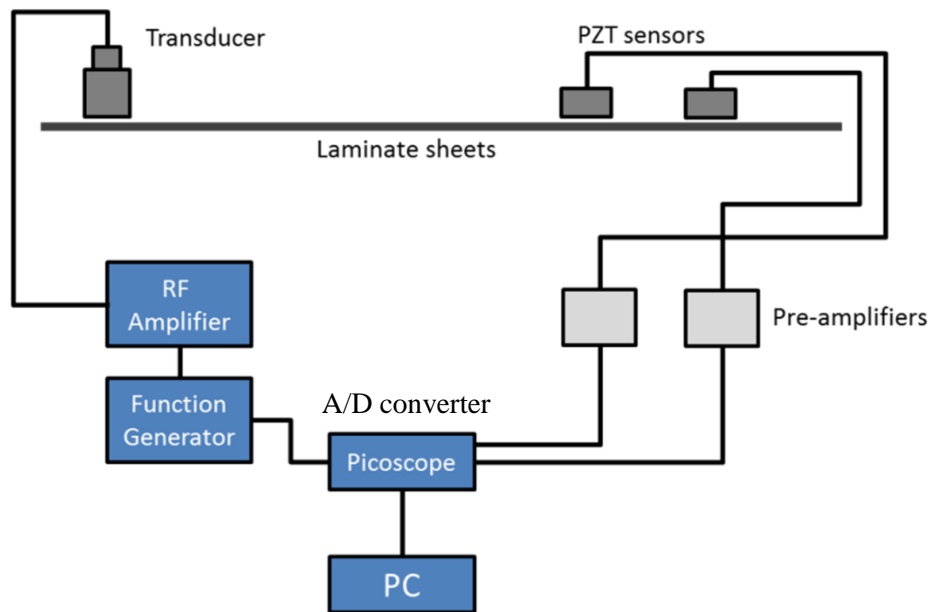 Transducer
PZT sensors
Laminate sheets
RF
Amplifier
Pre-amplifiers
Function
Generator
A/D converter
Picoscope
PC